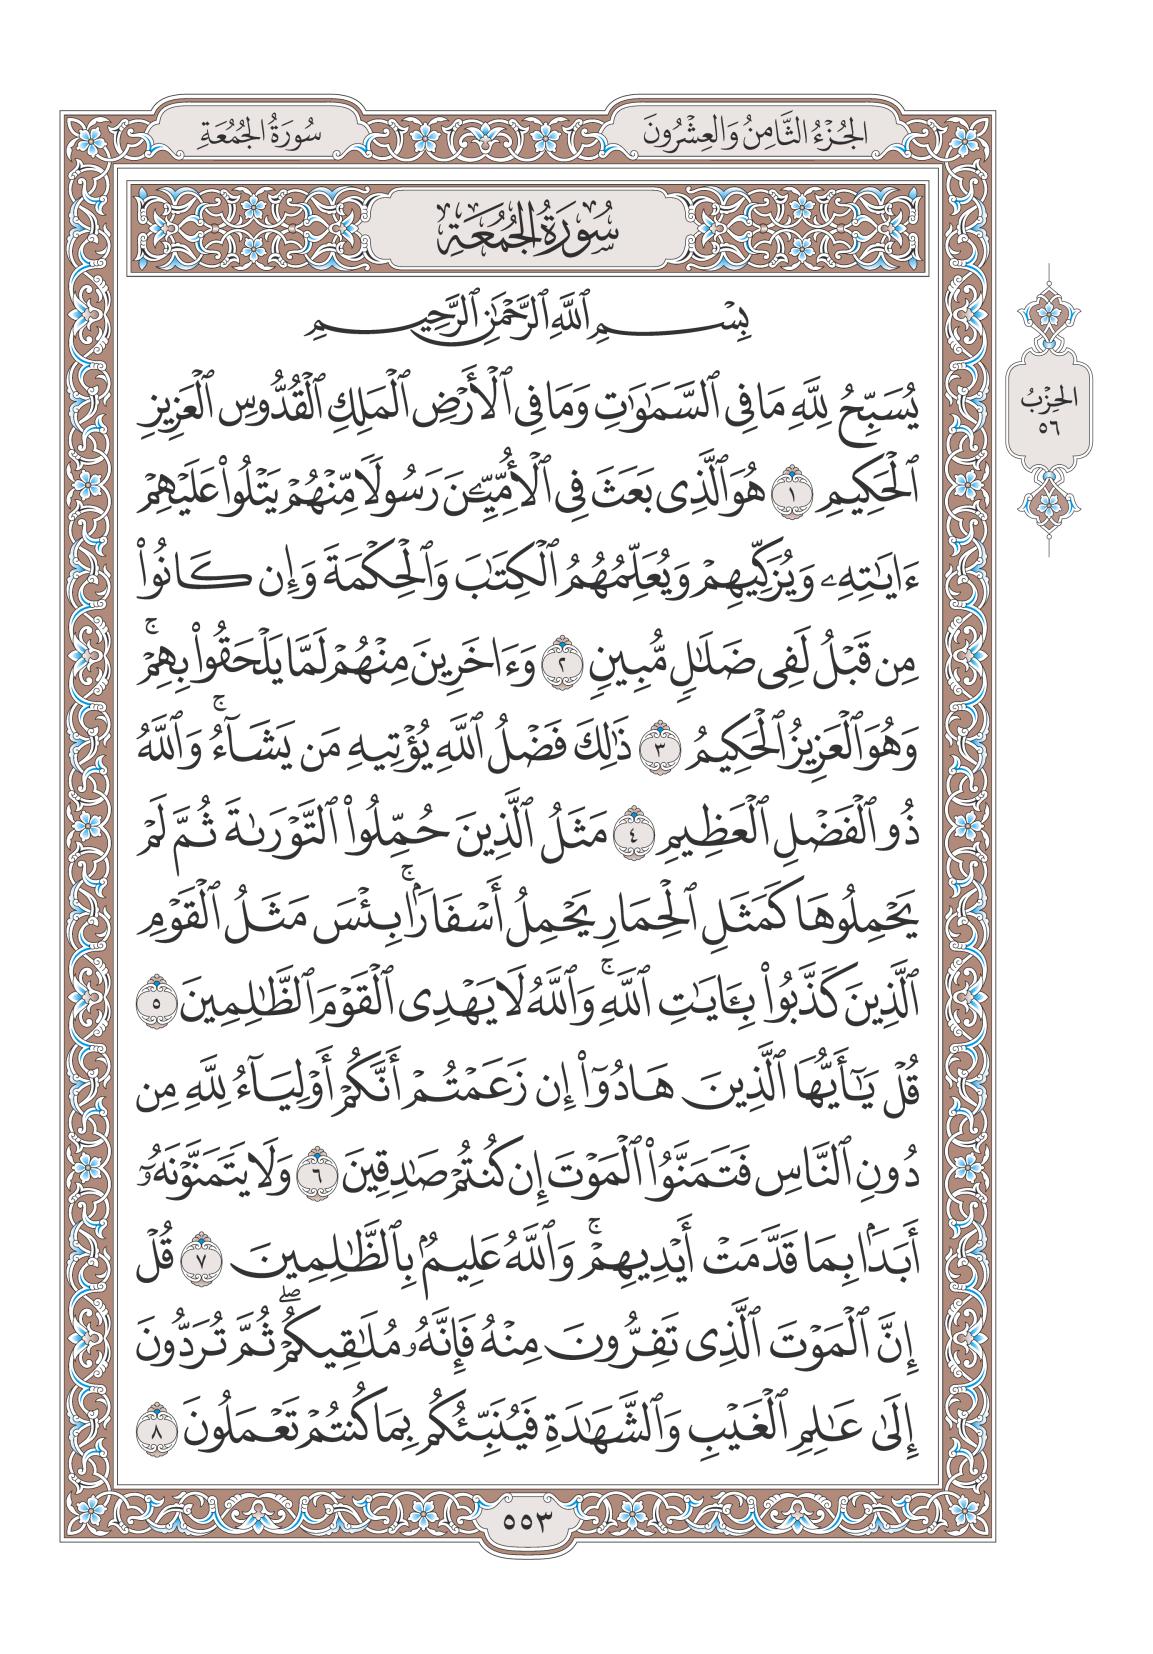 الجُزْءُ الثَّامِنُ وَالعِشْرُونَ
سُورَةُ الجُمُعَةِ
سُورَةُ الجُمُعَةِ
بِسْمِ ٱللَّهِ ٱلرَّحْمَٰنِ ٱلرَّحِيمِ
يُسَبِّحُ لِلَّهِ مَا فِى ٱلسَّمَٰوَٰتِ وَمَا فِى ٱلْأَرْضِ ٱلْمَلِكِ ٱلْقُدُّوسِ ٱلْعَزِيزِ
الحِزْبُ
٥٦
ٱلْحَكِيمِ ١ هُوَ ٱلَّذِى بَعَثَ فِى ٱلْأُمِّيِّـۧنَ رَسُولًا مِّنْهُمْ يَتْلُوا۟ عَلَيْهِمْ
ءَايَٰتِهِۦ وَيُزَكِّيهِمْ وَيُعَلِّمُهُمُ ٱلْكِتَٰبَ وَٱلْحِكْمَةَ وَإِن كَانُوا۟
مِن قَبْلُ لَفِى ضَلَٰلٍ مُّبِينٍ ٢ وَءَاخَرِينَ مِنْهُمْ لَمَّا يَلْحَقُوا۟ بِهِمْ ۚ
وَهُوَ ٱلْعَزِيزُ ٱلْحَكِيمُ ٣ ذَٰلِكَ فَضْلُ ٱللَّهِ يُؤْتِيهِ مَن يَشَآءُ ۚ وَٱللَّهُ
ذُو ٱلْفَضْلِ ٱلْعَظِيمِ ٤ مَثَلُ ٱلَّذِينَ حُمِّلُوا۟ ٱلتَّوْرَىٰةَ ثُمَّ لَمْ
يَحْمِلُوهَا كَمَثَلِ ٱلْحِمَارِ يَحْمِلُ أَسْفَارًۢا ۚ بِئْسَ مَثَلُ ٱلْقَوْمِ
ٱلَّذِينَ كَذَّبُوا۟ بِـَٔايَٰتِ ٱللَّهِ ۚ وَٱللَّهُ لَا يَهْدِى ٱلْقَوْمَ ٱلظَّٰلِمِينَ ٥
قُلْ يَٰٓأَيُّهَا ٱلَّذِينَ هَادُوٓا۟ إِن زَعَمْتُمْ أَنَّكُمْ أَوْلِيَآءُ لِلَّهِ مِن
دُونِ ٱلنَّاسِ فَتَمَنَّوُا۟ ٱلْمَوْتَ إِن كُنتُمْ صَٰدِقِينَ ٦ وَلَا يَتَمَنَّوْنَهُۥٓ
أَبَدًۢا بِمَا قَدَّمَتْ أَيْدِيهِمْ ۚ وَٱللَّهُ عَلِيمٌۢ بِٱلظَّٰلِمِينَ ٧ قُلْ
إِنَّ ٱلْمَوْتَ ٱلَّذِى تَفِرُّونَ مِنْهُ فَإِنَّهُۥ مُلَٰقِيكُمْ ۖ ثُمَّ تُرَدُّونَ
إِلَىٰ عَٰلِمِ ٱلْغَيْبِ وَٱلشَّهَٰدَةِ فَيُنَبِّئُكُم بِمَا كُنتُمْ تَعْمَلُونَ ٨
٥٥٣